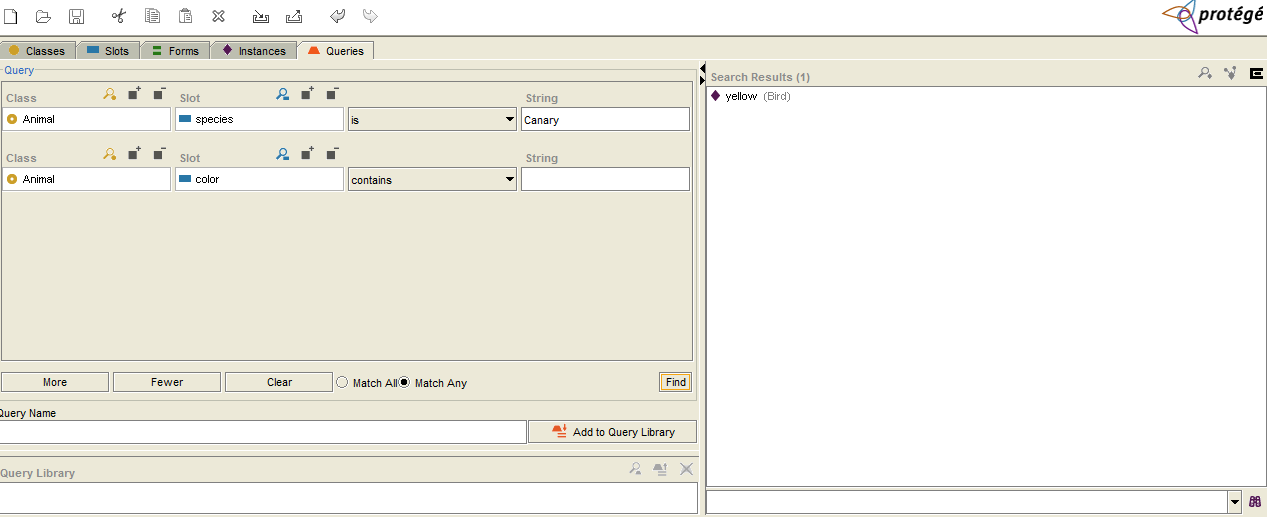 protégé
Classes Slots Forms Instances Queries
Query
Class Slot String
Animal species is Canary
Class Slot String
Animal color contains
More Fewer Clear Match All Match Any Find
Query Name
Add to Query Library
Query Library
Search Results (1)
yellow (Bird)